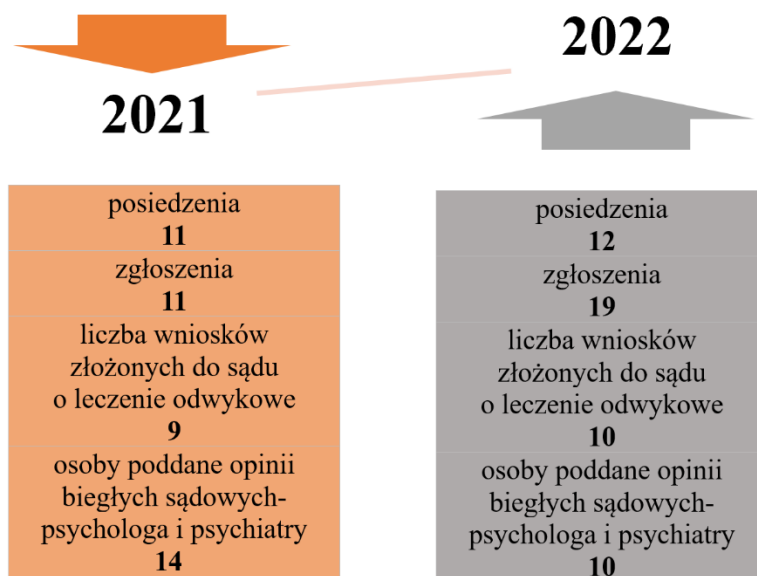 2021
posiedzenia
11
zgłoszenia
11
liczba wniosków
złożonych do sądu
o leczenie odwykowe
9
osoby poddane opinii
biegłych sądowych-
psychologa i psychiatry
14
2022
posiedzenia
12
zgłoszenia
19
liczba wniosków
złożonych do sądu
o leczenie odwykowe
10
osoby poddane opinii
biegłych sądowych-
psychologa i psychiatry
10